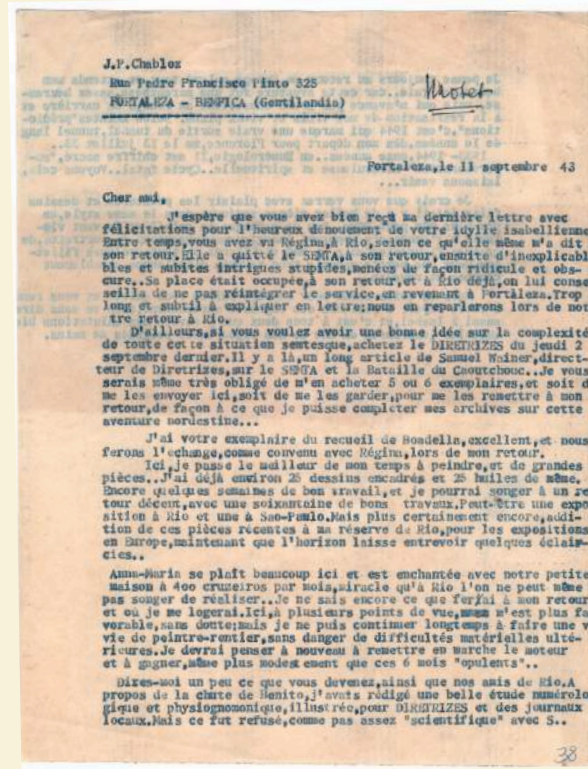 J.P.Chabloz
Rua Padre Francisco Pinto 325
FORTALEZA - BENFICA (Gentilandia)
Fortaleza,le 11 septembre 43
Cher ami,
J'espère que vous avez bien reçu ma dernière lettre avec
félicitations pour l'heureux dénouement de votre idylle isabellienne
Entre temps,vous avez vu Régina,à Rio,selon ce qu'elle même m'a dit
son retour.Elle a quitté le SEMTA,à son retour,ensuite d'inexplicab
bles et subites intrigues stupides,menées de façon ridicule et obs-
cure..Sa place était occupée,à son retour,et à Rio déjà,on lui conse
seilla de ne pas réintégrer le service,en revenant à Fortaleza.Trop
long et subtil à expliquer en lettre;nous en reparlerons lors de not
tre retour à Rio.
D'ailleurs,si vous voulez avoir une bonne idée sur la complexité
de toute cette situation semtesque,achetez le DIRETRIZES du jeudi 2
septembre dernier.Il y a là,un long article de Samuel Wainer,direct-
teur de Diretrizes,sur le SEMTA et la Bataille du Caoutchouc..Je vous
serais même très obligé de m'en acheter 5 ou 6 exemplaires,et soit de
me les envoyer ici,soit de me les garder,pour me les remettre à mon
retour,de façon à ce que je puisse compléter mes archives sur cette
aventure nordestine...
J'ai votre exemplaire du recueil de Boadella,excellent,et nous
ferons l'echange,comme convenu avec Régina,lors de mon retour.
Ici,je passe le meilleur de mon temps à peindre,et de grandes
pièces..J'ai déjà environ 25 dessins encadrés et 25 huiles de même.
Encore quelques semaines de bon travail,et je pourrai songer à un re
tour décent,avec une soixantaine de bons travaux.Peut-être une expo
sition à Rio et une à Sao-Paulo.Mais plus certainement encore,addi-
tion de ces pièces récentes à ma réserve de Rio,pour les expositions
en Europe,maintenant que l'horizon laisse entrevoir quelques éclair-
cies..
Anna-Maria se plaît beaucoup ici et est enchantée avec notre petite
maison à 400 cruzeiros par mois,miracle qu'à Rio l'on ne peut même
pas songer de réaliser..Je ne sais encore ce que ferai à mon retour
et où je me logerai.Ici,à plusieurs points de vue, m'est plus
vorable,sans doute;mais je ne puis continuer longtemps à faire une v
vie de peintre-rentier,sans danger de difficultés matérielles ulté-
rieures.Je devrai penser à nouveau à remettre en marche le moteur
et à gagner,même plus modestement que ces 6 mois "opulents"..
Dites-moi un peu ce que vous devenez,ainsi que nos amis de Rio.A
propos de la chute de Benito,j'avais rédigé une belle étude numérolo
gique et physiognomonique,illustrée,pour DIRETRIZES et des journaux
locaux.Mais ce fut refusé,comme pas assez "scientifique" avec S..
38